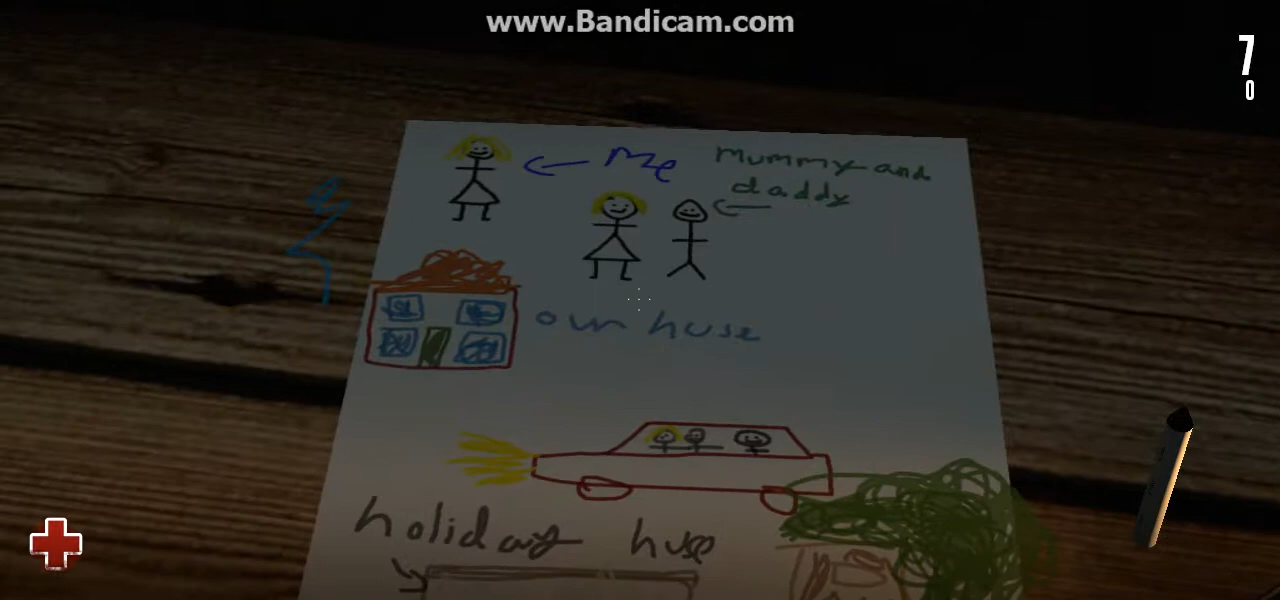 www.Bandicam.com
7
0
Me
Mummy and
daddy
our huse
holiday huse